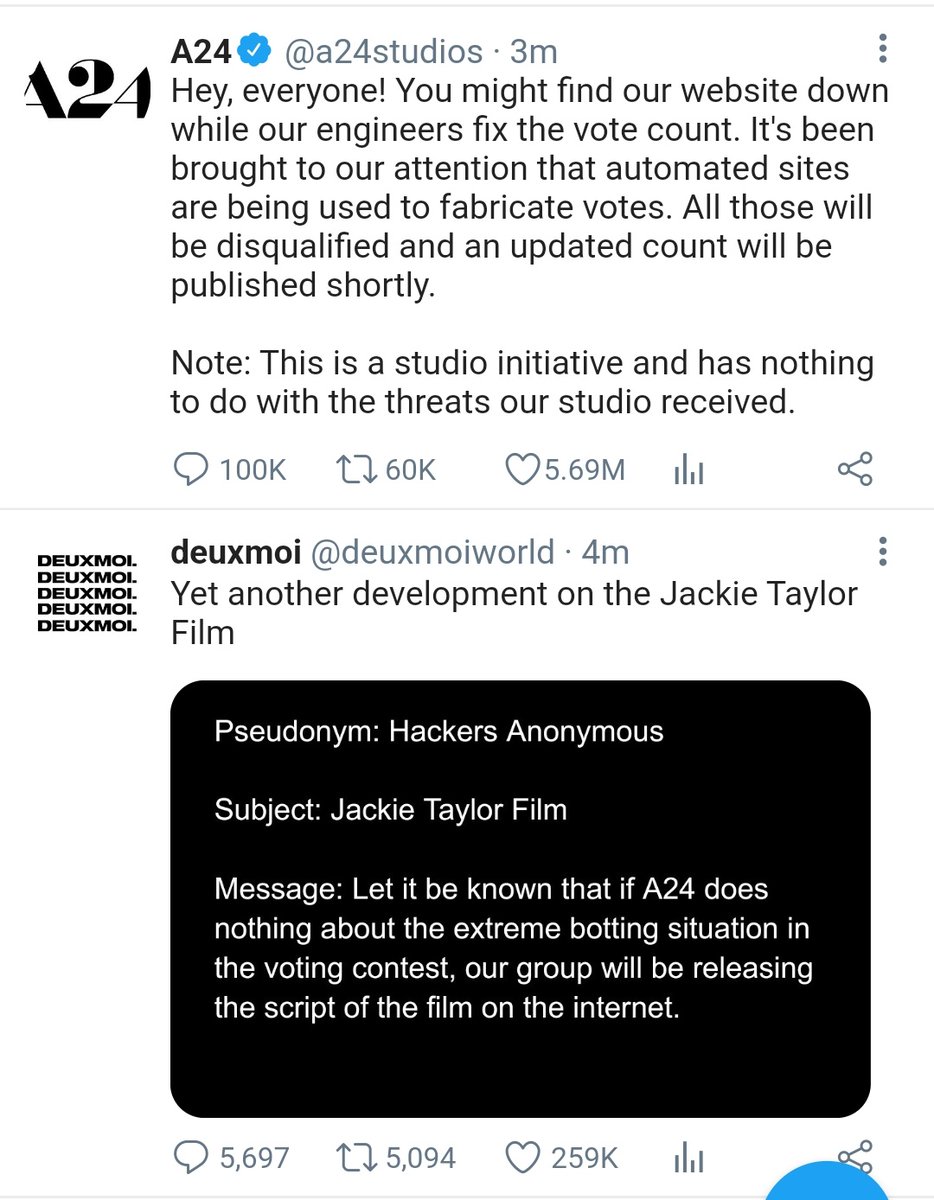 A24
A24 @a24studios · 3m
Hey, everyone! You might find our website down
while our engineers fix the vote count. It's been
brought to our attention that automated sites
are being used to fabricate votes. All those will
be disqualified and an updated count will be
published shortly.
Note: This is a studio initiative and has nothing
to do with the threats our studio received.
100K 60K 5.69M
DEUXMOI.
DEUXMOI.
DEUXMOI.
DEUXMOI.
DEUXMOI.
deuxmoi @deuxmoiworld · 4m
Yet another development on the Jackie Taylor
Film
Pseudonym: Hackers Anonymous
Subject: Jackie Taylor Film
Message: Let it be known that if A24 does
nothing about the extreme botting situation in
the voting contest, our group will be releasing
the script of the film on the internet.
5,697 5,094 259K